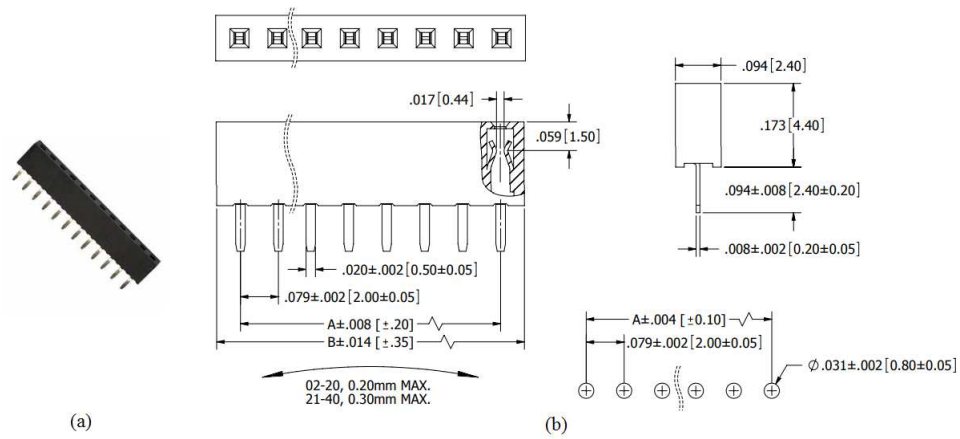 .017[0.44]
.059[1.50]
.094[2.40]
.173[4.40]
.094±.008[2.40±0.20]
.008±.002[0.20±0.05]
.020±.002[0.50±0.05]
.079±.002[2.00±0.05]
A±.008 [±.20]
B±.014 [±.35]
02-20, 0.20mm MAX.
21-40, 0.30mm MAX.
A±.004 [±0.10]
.079±.002[2.00±0.05]
Ø.031±.002[0.80±0.05]
(a)
(b)